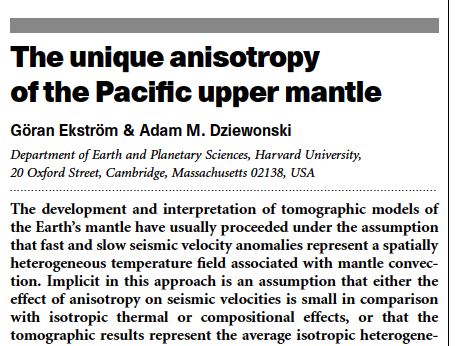 The unique anisotropy
of the Pacific upper mantle
Göran Ekström & Adam M. Dziewonski
Department of Earth and Planetary Sciences, Harvard University,
20 Oxford Street, Cambridge, Massachusetts 02138, USA
The development and interpretation of tomographic models of
the Earth's mantle have usually proceeded under the assumption
that fast and slow seismic velocity anomalies represent a spatially
heterogeneous temperature field associated with mantle convec-
tion. Implicit in this approach is an assumption that either the
effect of anisotropy on seismic velocities is small in comparison
with isotropic thermal or compositional effects, or that the
tomographic results represent the average isotropic heterogene-